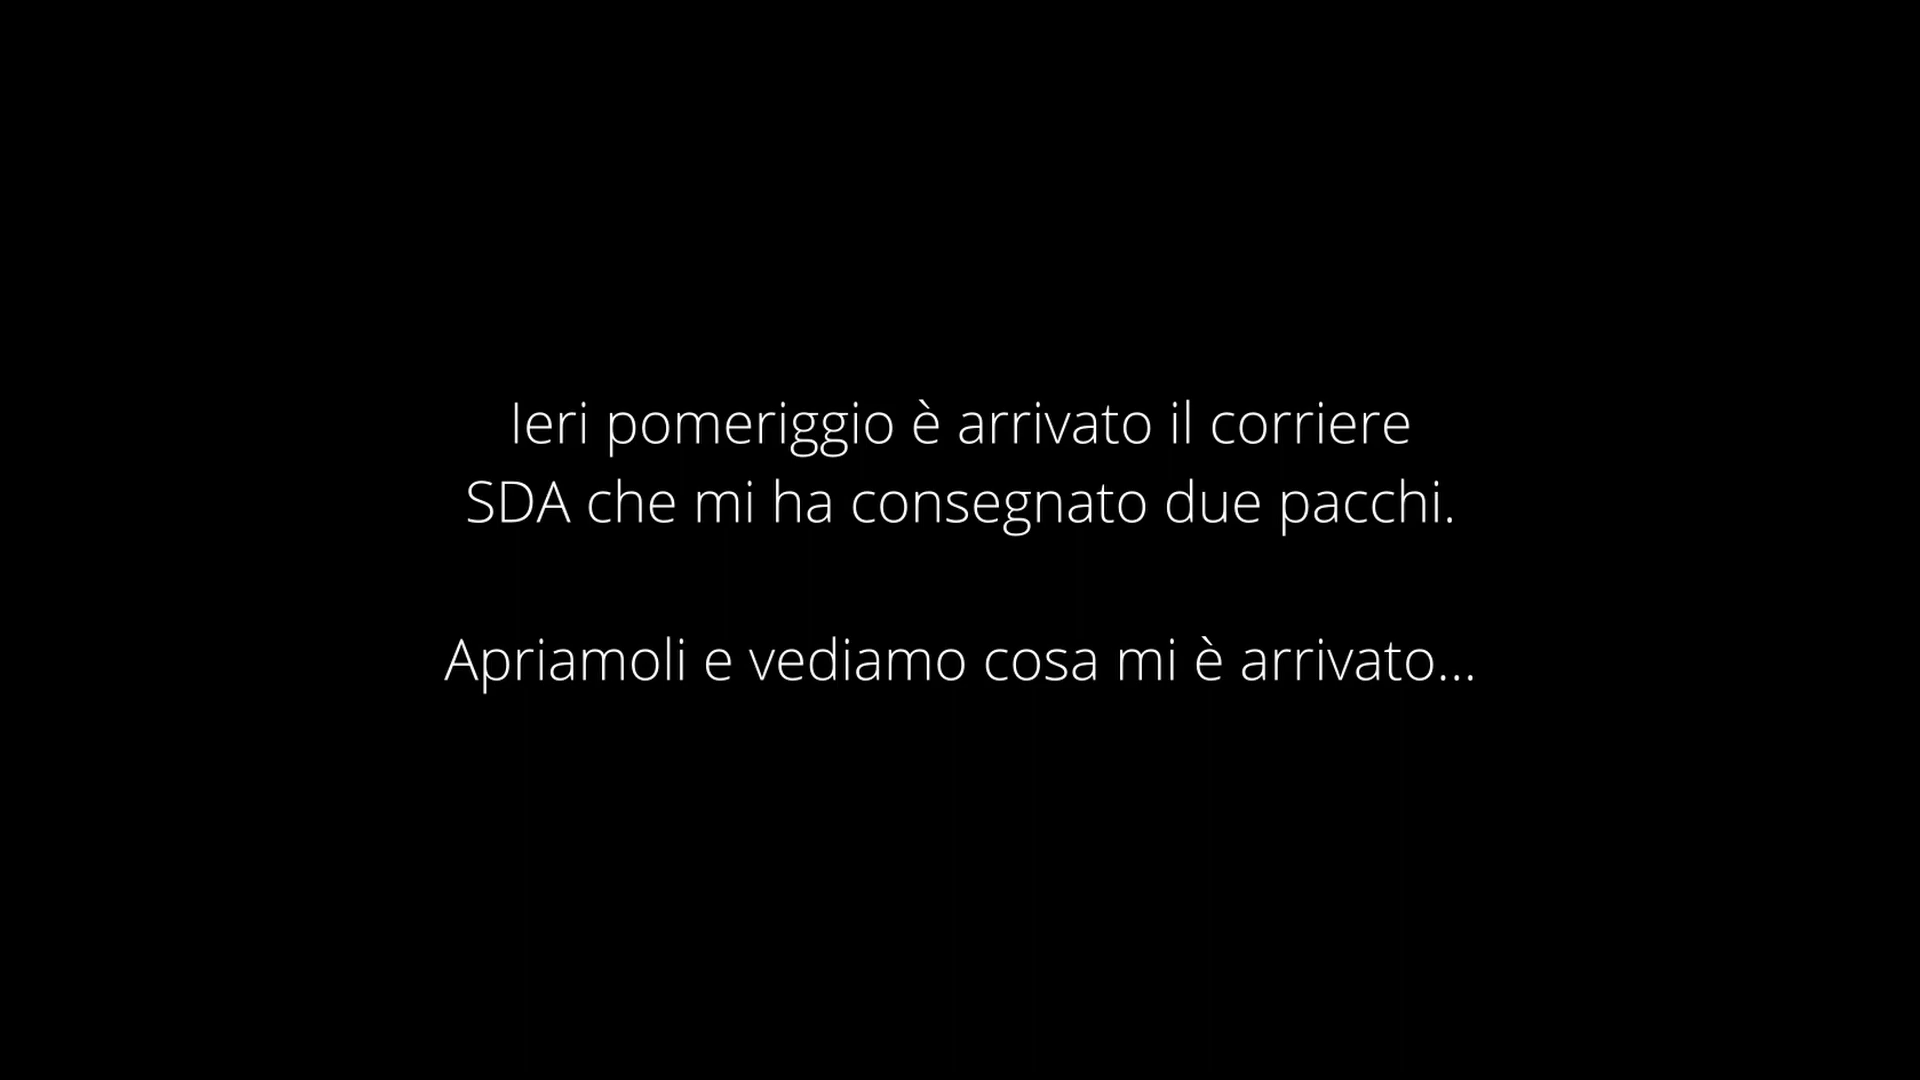 Ieri pomeriggio è arrivato il corriere
SDA che mi ha consegnato due pacchi.
Apriamoli e vediamo cosa mi è arrivato...